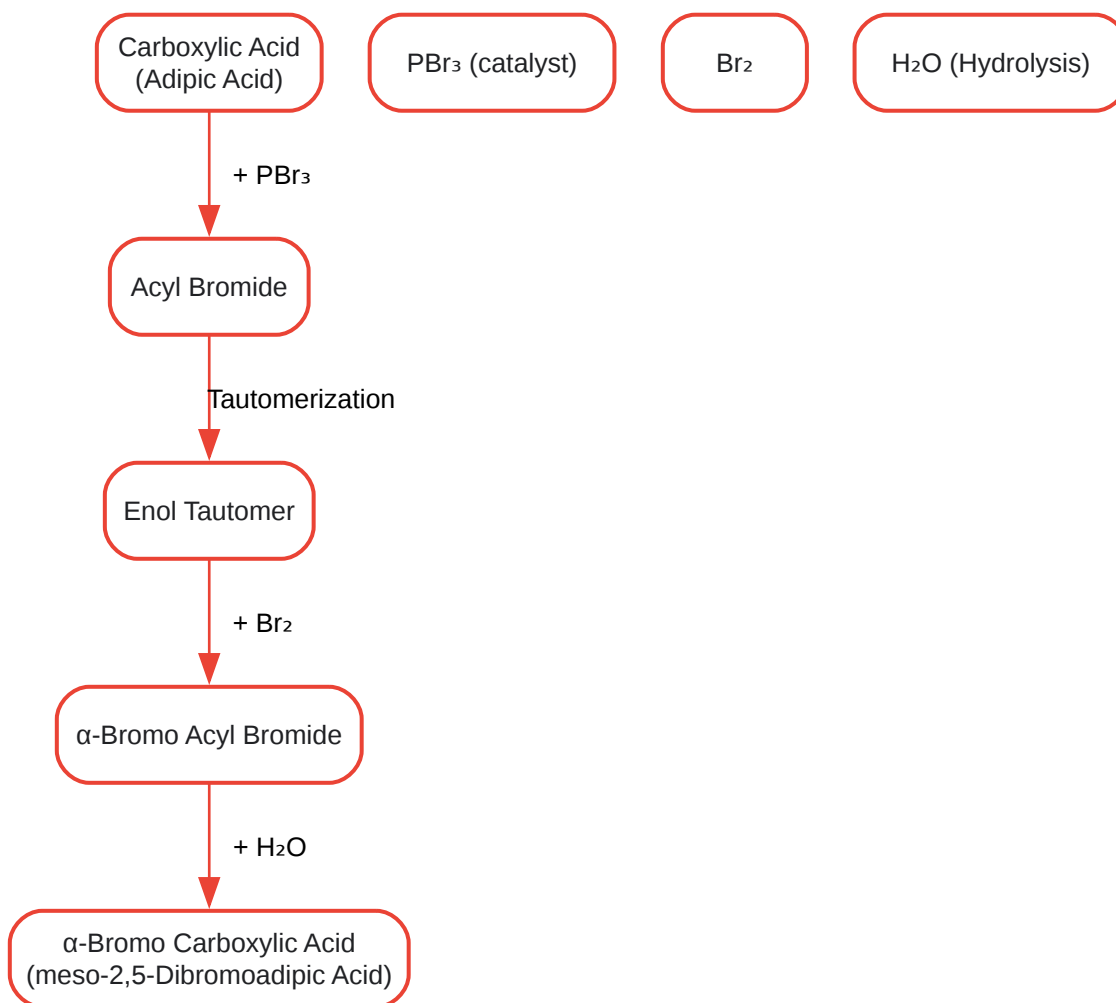 Carboxylic Acid
(Adipic Acid)
PBr₃ (catalyst)
Br₂
H₂O (Hydrolysis)
+ PBr₃
Acyl Bromide
Tautomerization
Enol Tautomer
+ Br₂
α-Bromo Acyl Bromide
+ H₂O
α-Bromo Carboxylic Acid
(meso-2,5-Dibromoadipic Acid)